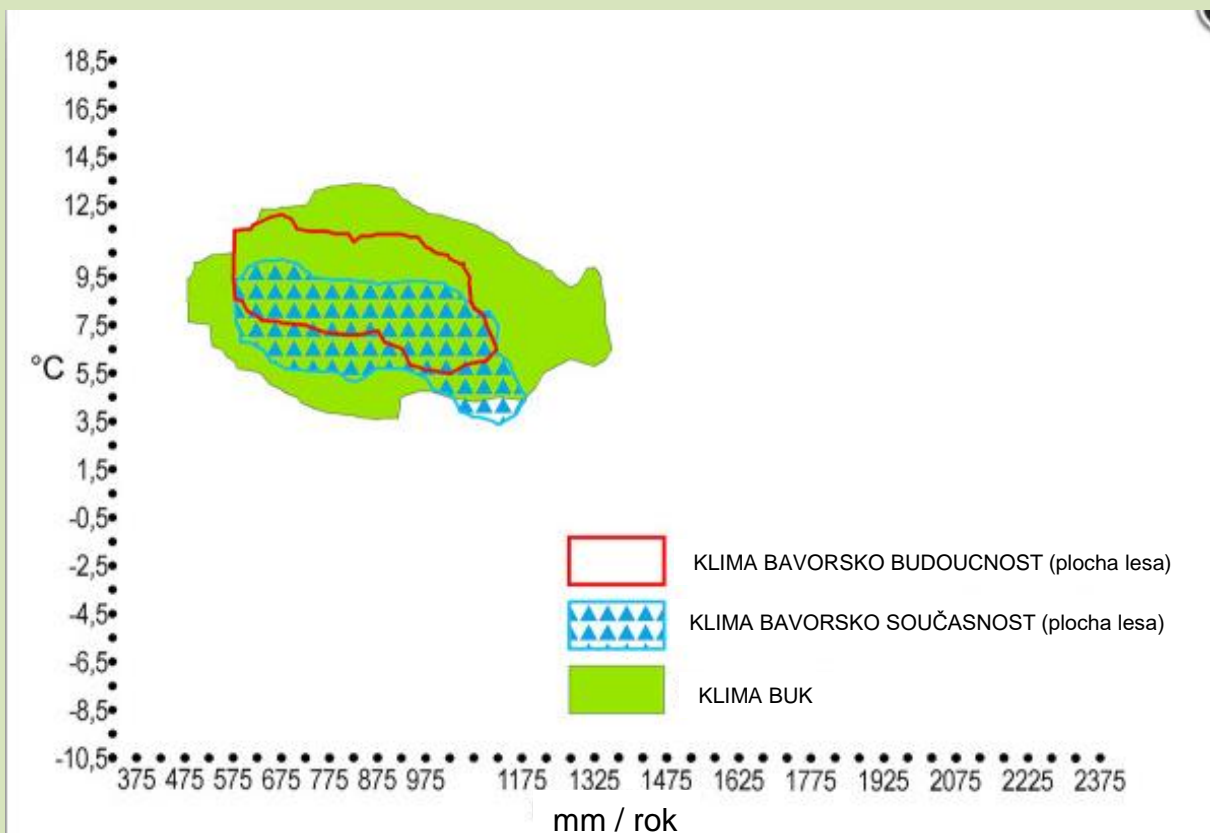 18,5
16,5
14,5
12,5
9,5
7,5
°C
5,5
3,5
1,5
-0,5
-2,5
-4,5
-6,5
-8,5
-10,5
KLIMA BAVORSKO BUDOUCNOST (plocha lesa)
KLIMA BAVORSKO SOUČASNOST (plocha lesa)
KLIMA BUK
375 475 575 675 775 875 975 1175 1325 1475 1625 1775 1925 2075 2225 2375
mm / rok